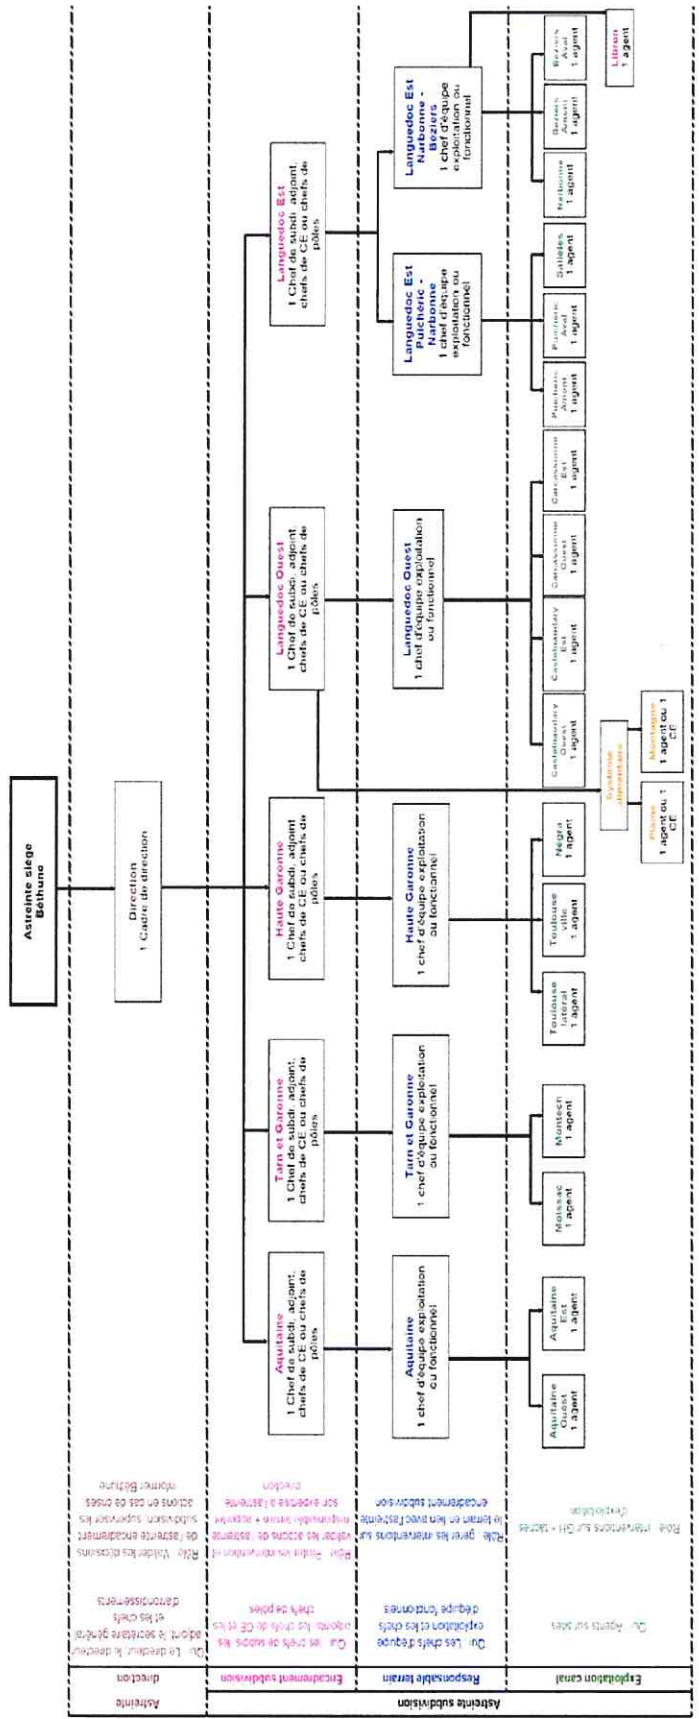 Astreinte siège
Béthune
Direction
1 Cadre de direction
Aquitaine
1 Chef de subdi, adjoint,
chefs de CE ou chefs de
pôles
Tarn et Garonne
1 Chef de subdi, adjoint,
chefs de CE ou chefs de
pôles
Haute Garonne
1 Chef de subdi, adjoint
chefs de CE ou chefs de
pôles
Languedoc Ouest
1 Chef de subdi, adjoint,
chefs de CE ou chefs de
pôles
Languedoc Est
1 Chef de subdi, adjoint,
chefs de CE ou chefs de
pôles
Aquitaine
1 chef d'équipe exploitation
ou fonctionnel
Tarn et Garonne
1 chef d'équipe exploitation
ou fonctionnel
Haute Garonne
1 chef d'équipe exploitation
ou fonctionnel
Languedoc Ouest
1 chef d'équipe exploitation
ou fonctionnel
Languedoc Est
Puichéric -
Narbonne
1 chef d'équipe
exploitation ou
fonctionnel
Languedoc Est
Narbonne -
Béziers
1 chef d'équipe
exploitation ou
fonctionnel
Aquitaine
Ouest
1 agent
Aquitaine
Est
1 agent
Moissac
1 agent
Montech
1 agent
Toulouse
latéral
1 agent
Toulouse
ville
1 agent
Négra
1 agent
Castelnaudary
Ouest
1 agent
Castelnaudary
Est
1 agent
Carcassonne
Ouest
1 agent
Carcassonne
Est
1 agent
Puichéric
Amont
1 agent
Puichéric
Aval
1 agent
Sallèles
1 agent
Narbonne
1 agent
Béziers
Amont
1 agent
Béziers
Aval
1 agent
Libron
1 agent
Système
alimentaire
Plaine
1 agent ou 1
CE
Montagne
1 agent ou 1
CE
Astreinte
direction
Qui : Le directeur, le directeur
adjoint, le secrétaire général
et les chefs
d'arrondissements
Rôle : Valider les décisions
de l'astreinte encadrement
subdivision, superviser les
actions en cas de crises
informer Béthune
Astreinte subdivision
Encadrement subdivision
Qui : les chefs de subdis, les
adjoints, les chefs de CE et les
chefs de pôles
Rôle : Piloter les intervention et
valider les actions de l'astreinte
responsable terrain + apporter
son expertise à l'astreinte
direction
Responsable terrain
Qui : Les chefs d'équipe
exploitation et les chefs
d'équipe fonctionnels
Rôle : gérer les interventions sur
le terrain en lien avec l'astreinte
encadrement subdivision
Exploitation canal
Qui : Agents sur sites
Rôle : interventions sur GH + tâches
d'exploitation